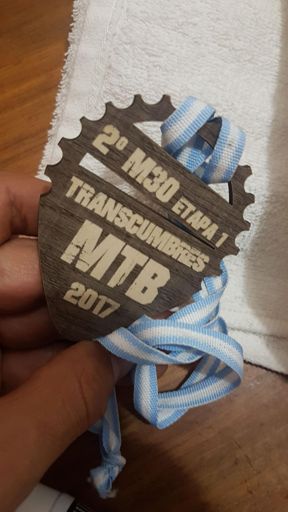 2º M30 ETAPA 1
TRANSCUMBRES
MTB
2017